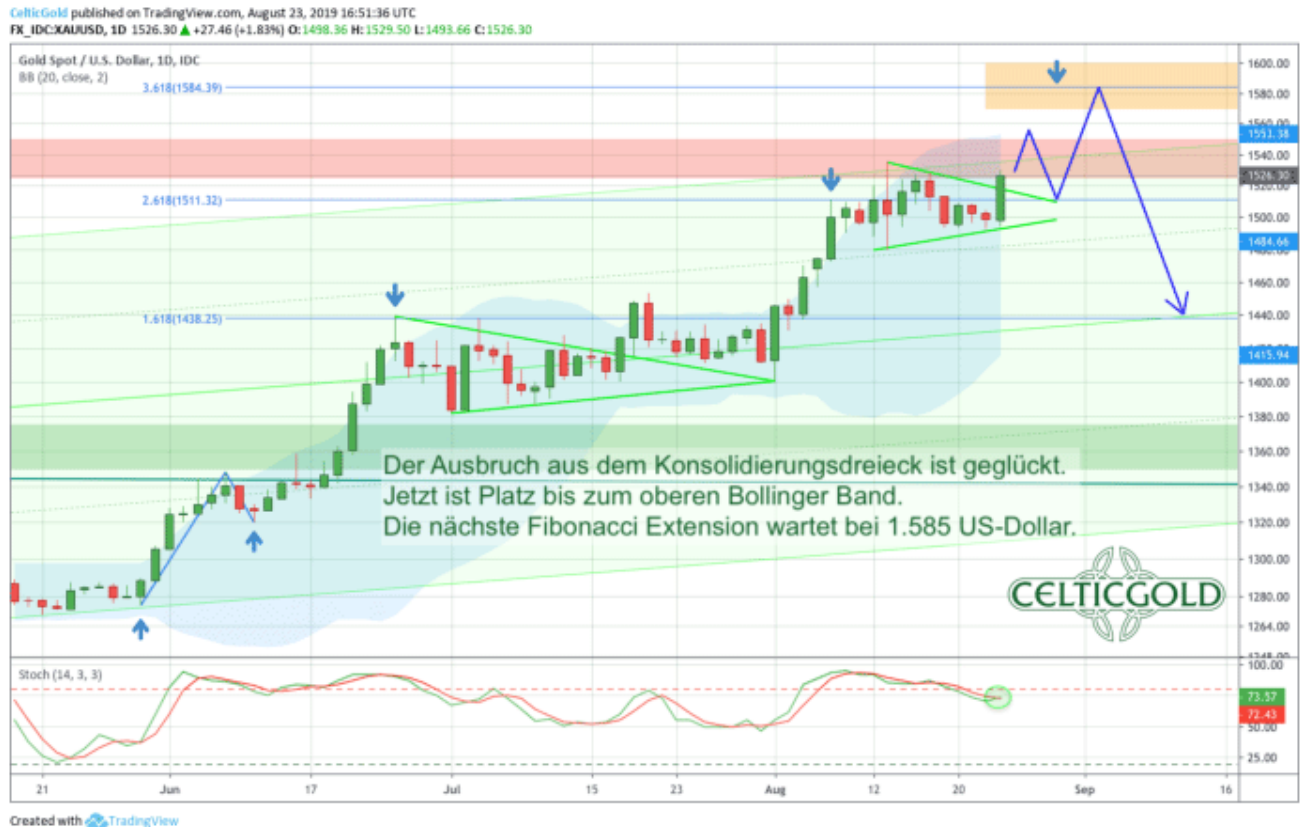 CelticGold published on TradingView.com, August 23, 2019 16:51:36 UTC
FX_IDC:XAUUSD, 1D 1526.30 ▲ +27.46 (+1.83%) O:1498.36 H:1529.50 L:1493.66 C:1526.30
Gold Spot / U.S. Dollar, 1D, IDC
BB (20, close, 2)
1600.00
3.618(1584.39)
1580.00
1560.00
1551.38
1540.00
1526.30
1520.00
2.618(1511.32)
1500.00
1484.66
1460.00
1440.00
1.618(1438.25)
1415.94
1400.00
1380.00
1360.00
1340.00
1320.00
1300.00
1280.00
1264.00
1248.00
Der Ausbruch aus dem Konsolidierungsdreieck ist geglückt.
Jetzt ist Platz bis zum oberen Bollinger Band.
Die nächste Fibonacci Extension wartet bei 1.585 US-Dollar.
CELTICGOLD
Stoch (14, 3, 3)
100.00
73.57
72.43
50.00
25.00
21 Jun 17 Jul 15 23 Aug 12 20 Sep 16
Created with TradingView